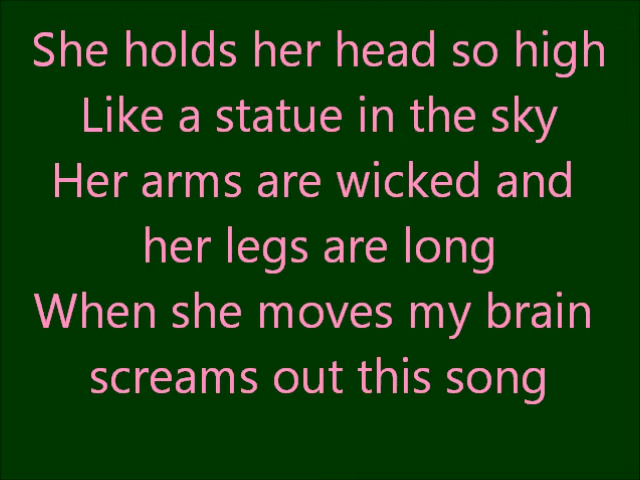 She holds her head so high
Like a statue in the sky
Her arms are wicked and
her legs are long
When she moves my brain
screams out this song